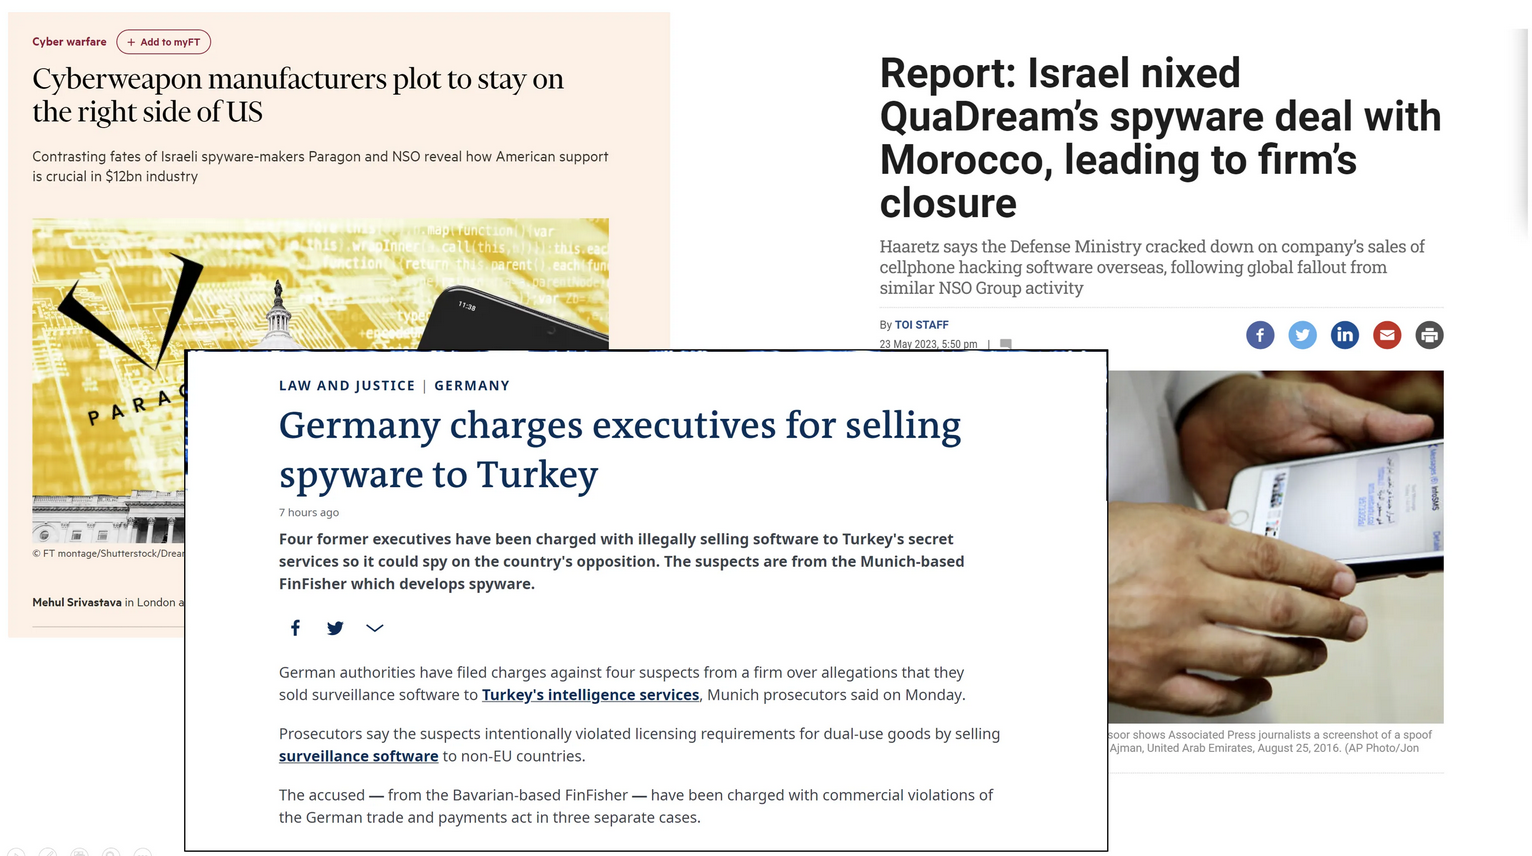 Cyber warfare
+ Add to myFT
Cyberweapon manufacturers plot to stay on
the right side of US
Contrasting fates of Israeli spyware-makers Paragon and NSO reveal how American support
is crucial in $12bn industry
11:38
PARAG
© FT montage/Shutterstock/Drea
Mehul Srivastava in London a
Report: Israel nixed
QuaDream's spyware deal with
Morocco, leading to firm's
closure
Haaretz says the Defense Ministry cracked down on company's sales of
cellphone hacking software overseas, following global fallout from
similar NSO Group activity
By TOI STAFF
23 May 2023, 5:50 pm |
soor shows Associated Press journalists a screenshot of a spoof
Ajman, United Arab Emirates, August 25, 2016. (AP Photo/Jon
LAW AND JUSTICE | GERMANY
Germany charges executives for selling
spyware to Turkey
7 hours ago
Four former executives have been charged with illegally selling software to Turkey's secret
services so it could spy on the country's opposition. The suspects are from the Munich-based
FinFisher which develops spyware.
German authorities have filed charges against four suspects from a firm over allegations that they
sold surveillance software to Turkey's intelligence services, Munich prosecutors said on Monday.
Prosecutors say the suspects intentionally violated licensing requirements for dual-use goods by selling
surveillance software to non-EU countries.
The accused — from the Bavarian-based FinFisher — have been charged with commercial violations of
the German trade and payments act in three separate cases.